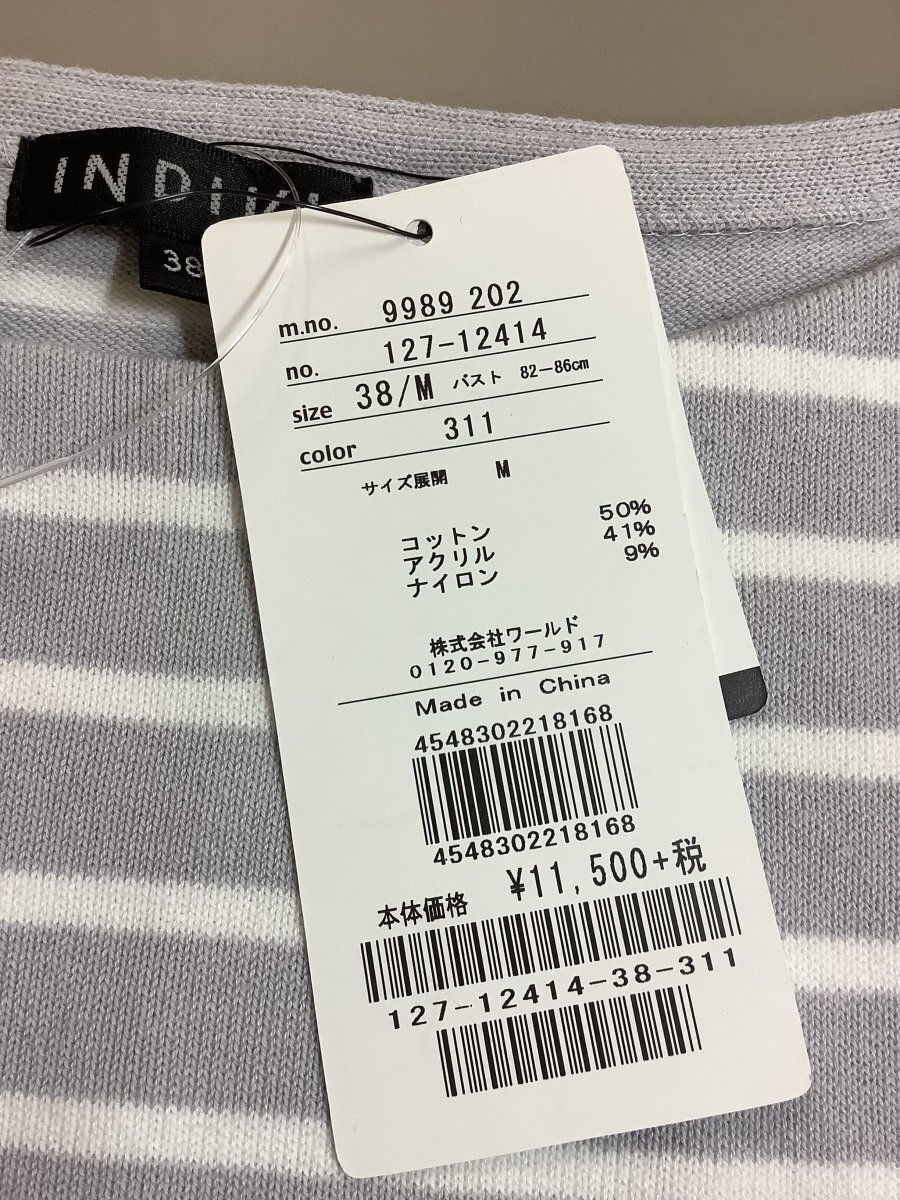 38
m.no. 9989 202
no. 127-12414
size 38/M バスト 82-86cm
color 311
サイズ展開 M
コットン 50%
アクリル 41%
ナイロン 9%
株式会社ワールド
0120-977-917
Made in China
4548302218168
4548302218168
本体価格 ¥11,500+税
127-12414-38-311